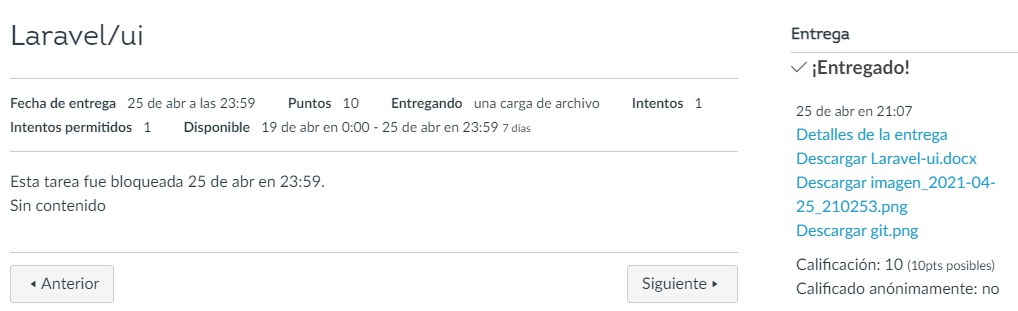 Laravel/ui
Fecha de entrega 25 de abr a las 23:59 Puntos 10 Entregando una carga de archivo Intentos 1
Intentos permitidos 1 Disponible 19 de abr en 0:00 - 25 de abr en 23:59 7 días
Esta tarea fue bloqueada 25 de abr en 23:59.
Sin contenido
Anterior
Siguiente
Entrega
¡Entregado!
25 de abr en 21:07
Detalles de la entrega
Descargar Laravel-ui.docx
Descargar imagen_2021-04-
25_210253.png
Descargar git.png
Calificación: 10 (10pts posibles)
Calificado anónimamente: no